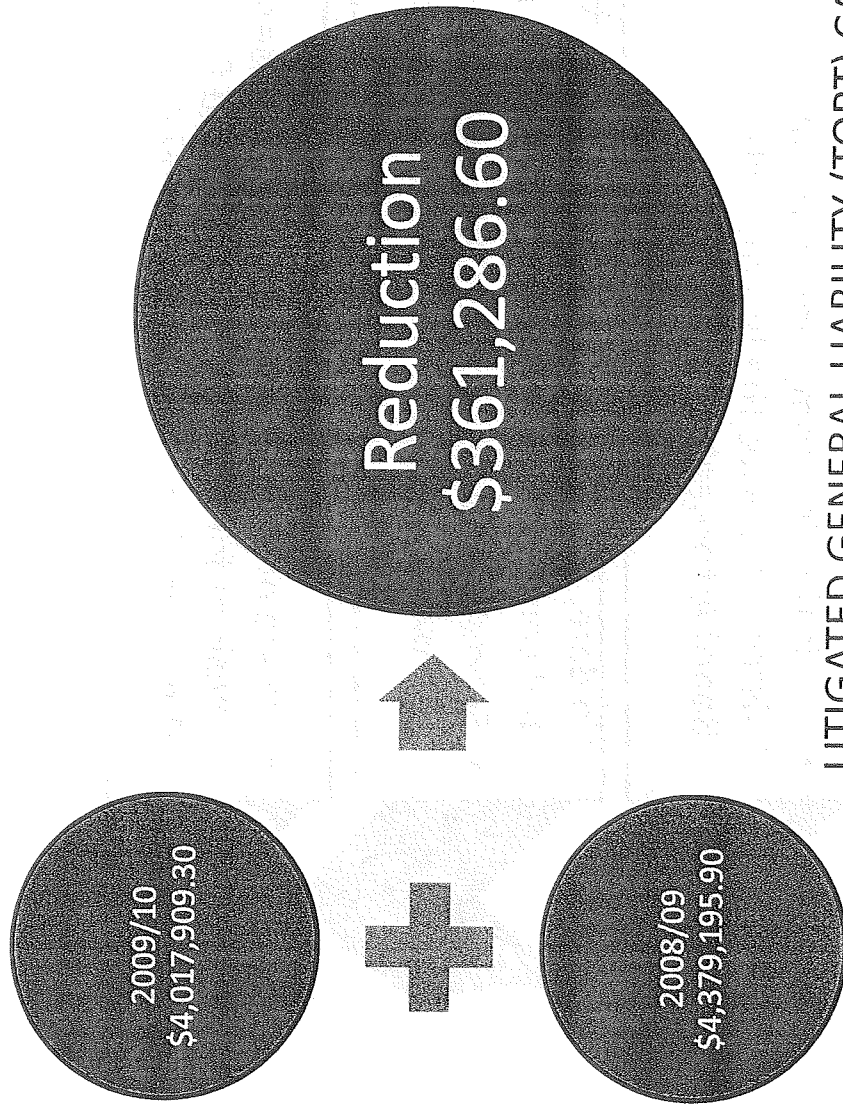 2009/10
$4,017,909.30
2008/09
$4,379,195.90
Reduction
$361,286.60
LITIGATED GENERAL LIABILITY (TORT)